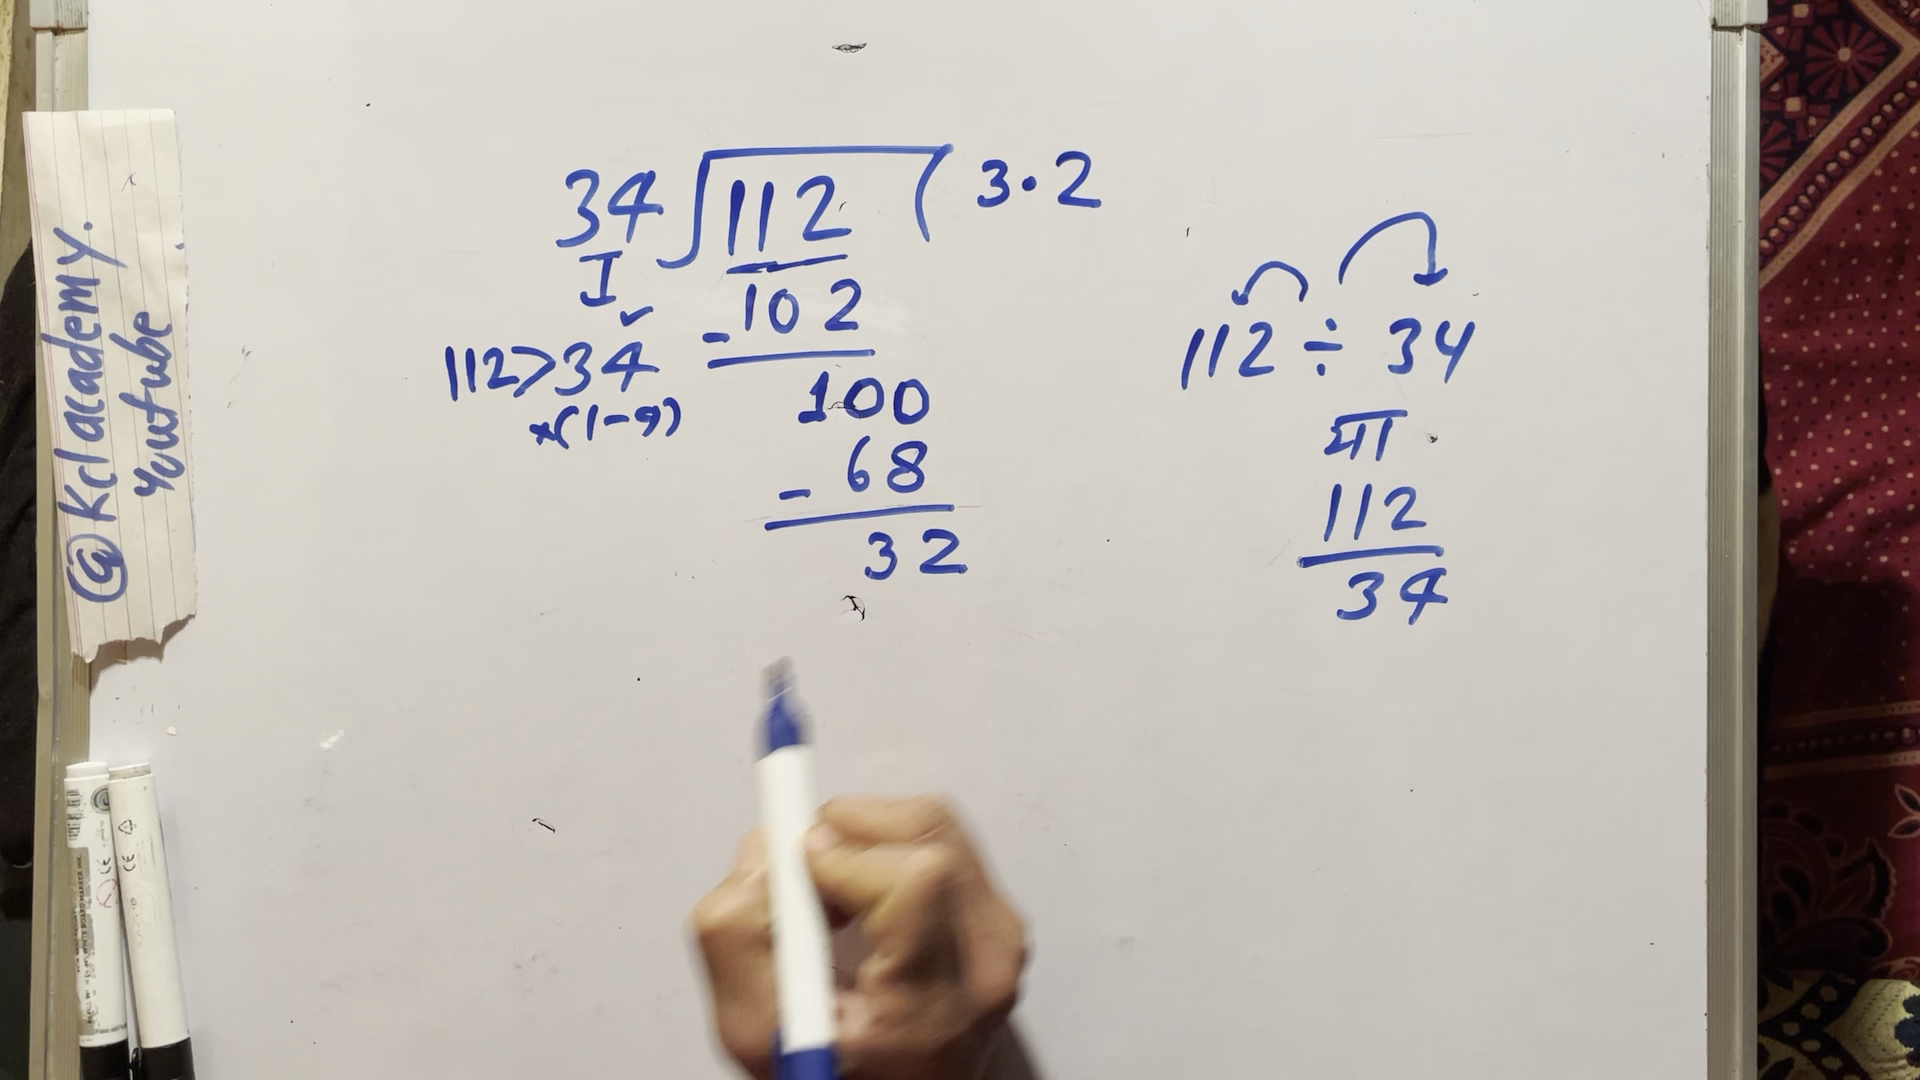 @Kclacademy.
Youtube
34 112 ( 3.2
I
-102
112>34
*(1-9)
100
- 68
32
112 ÷ 34
या
112
34